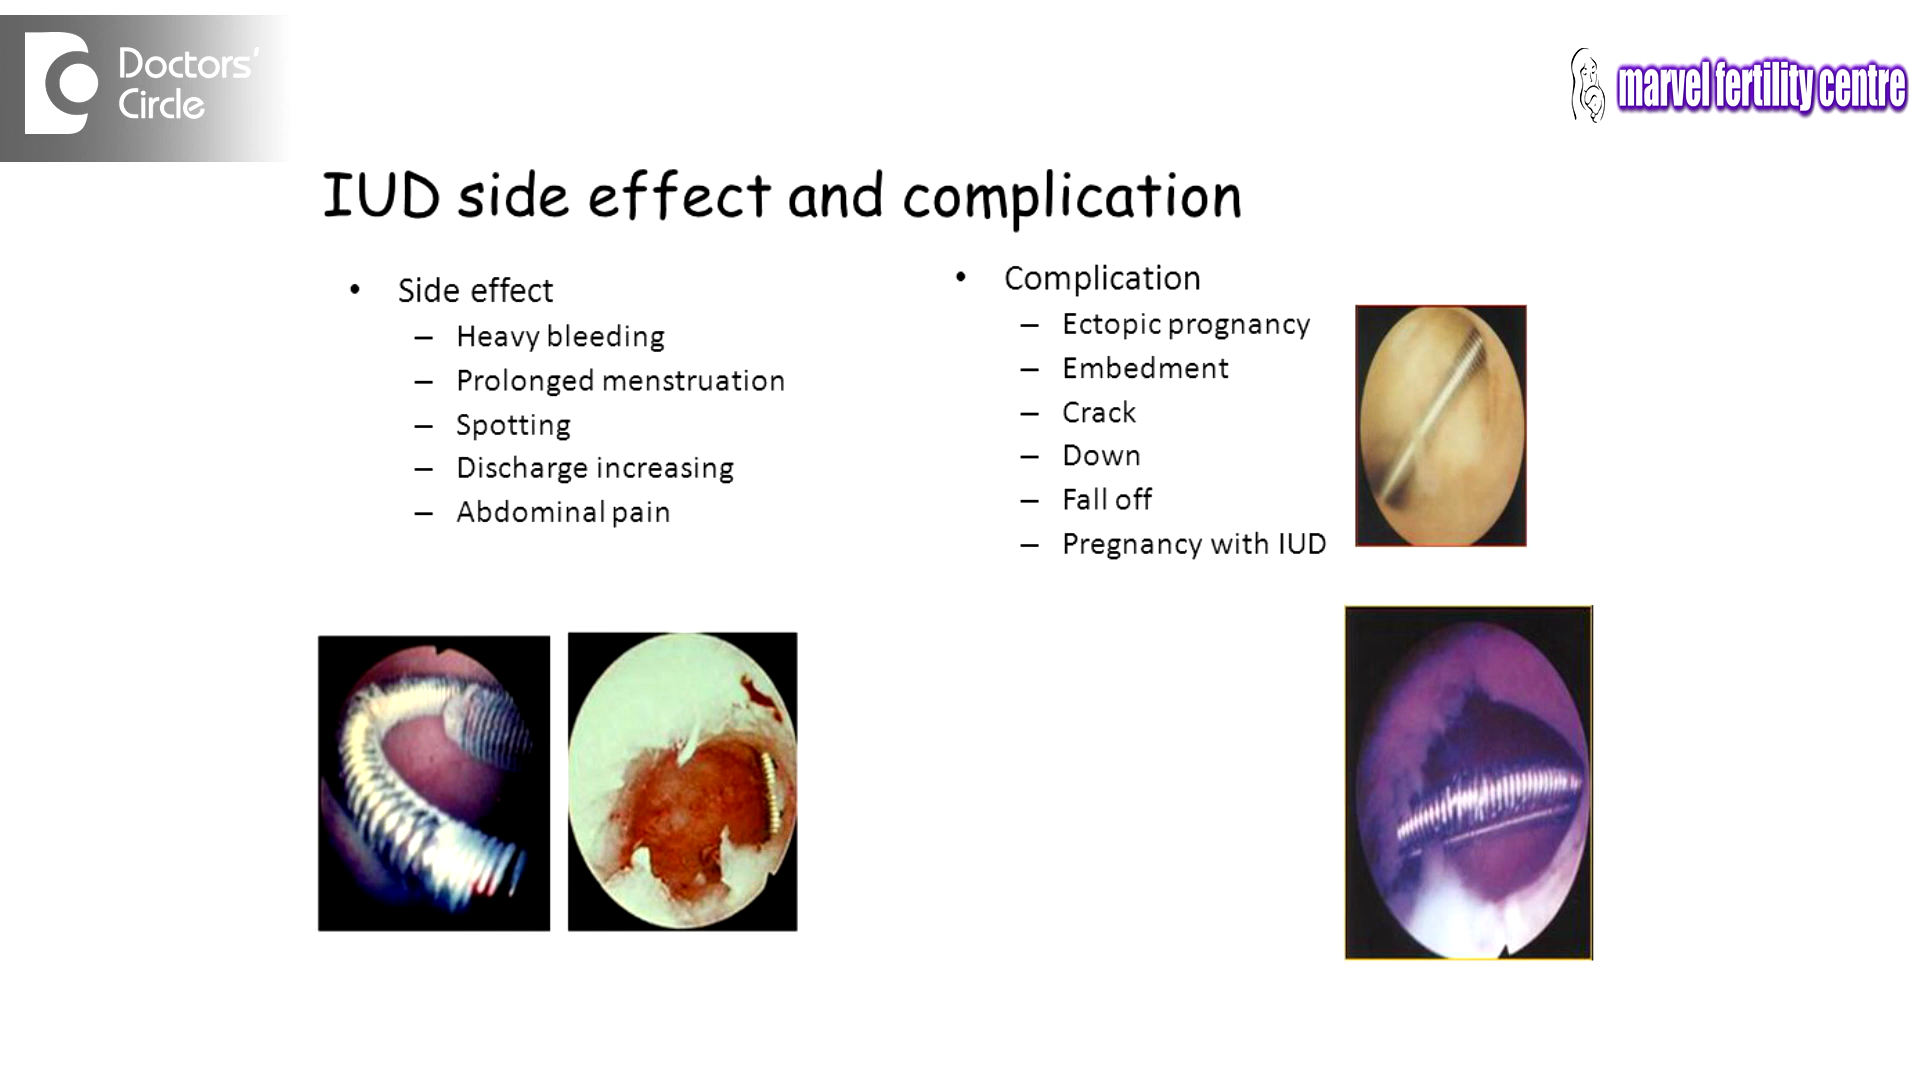 Doctors'
Circle
marvel fertility centre
IUD side effect and complication
• Side effect
– Heavy bleeding
– Prolonged menstruation
– Spotting
– Discharge increasing
– Abdominal pain
• Complication
– Ectopic prognancy
– Embedment
– Crack
– Down
– Fall off
– Pregnancy with IUD